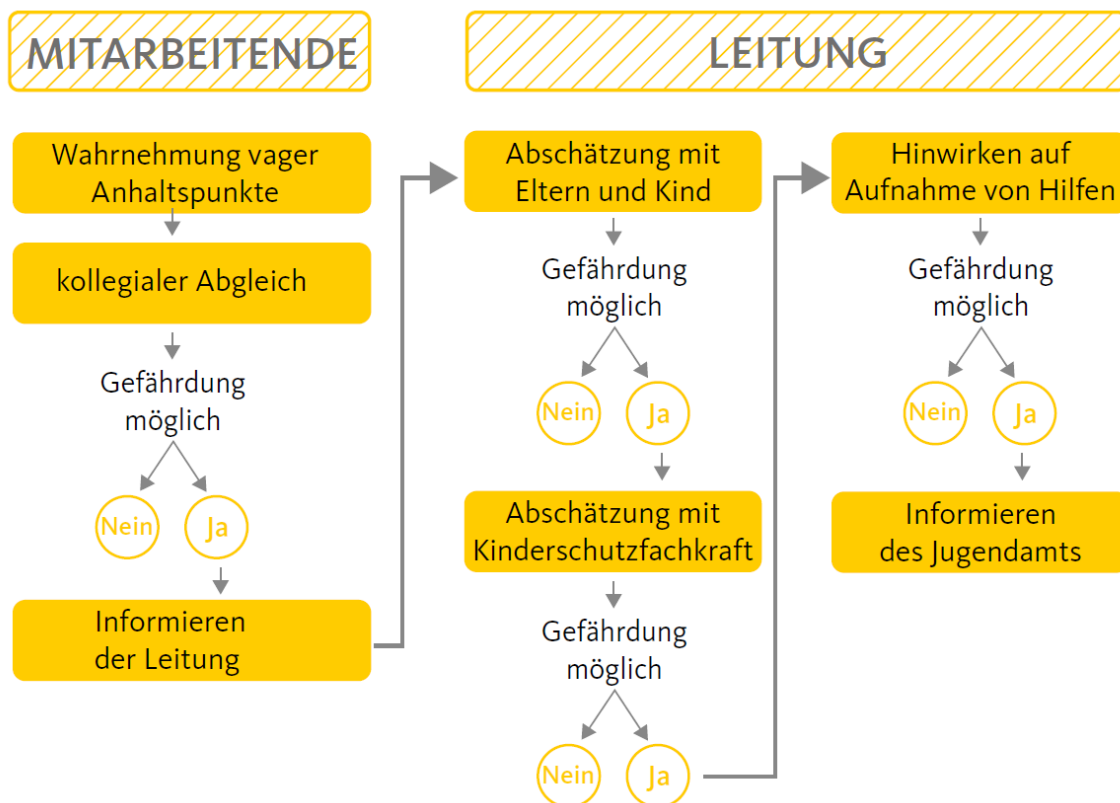 MITARBEITENDE
Wahrnehmung vager
Anhaltspunkte
kollegialer Abgleich
Gefährdung
möglich
Nein
Ja
Informieren
der Leitung
LEITUNG
Abschätzung mit
Eltern und Kind
Gefährdung
möglich
Nein
Ja
Abschätzung mit
Kinderschutzfachkraft
Gefährdung
möglich
Nein
Ja
Hinwirken auf
Aufnahme von Hilfen
Gefährdung
möglich
Nein
Ja
Informieren
des Jugendamts